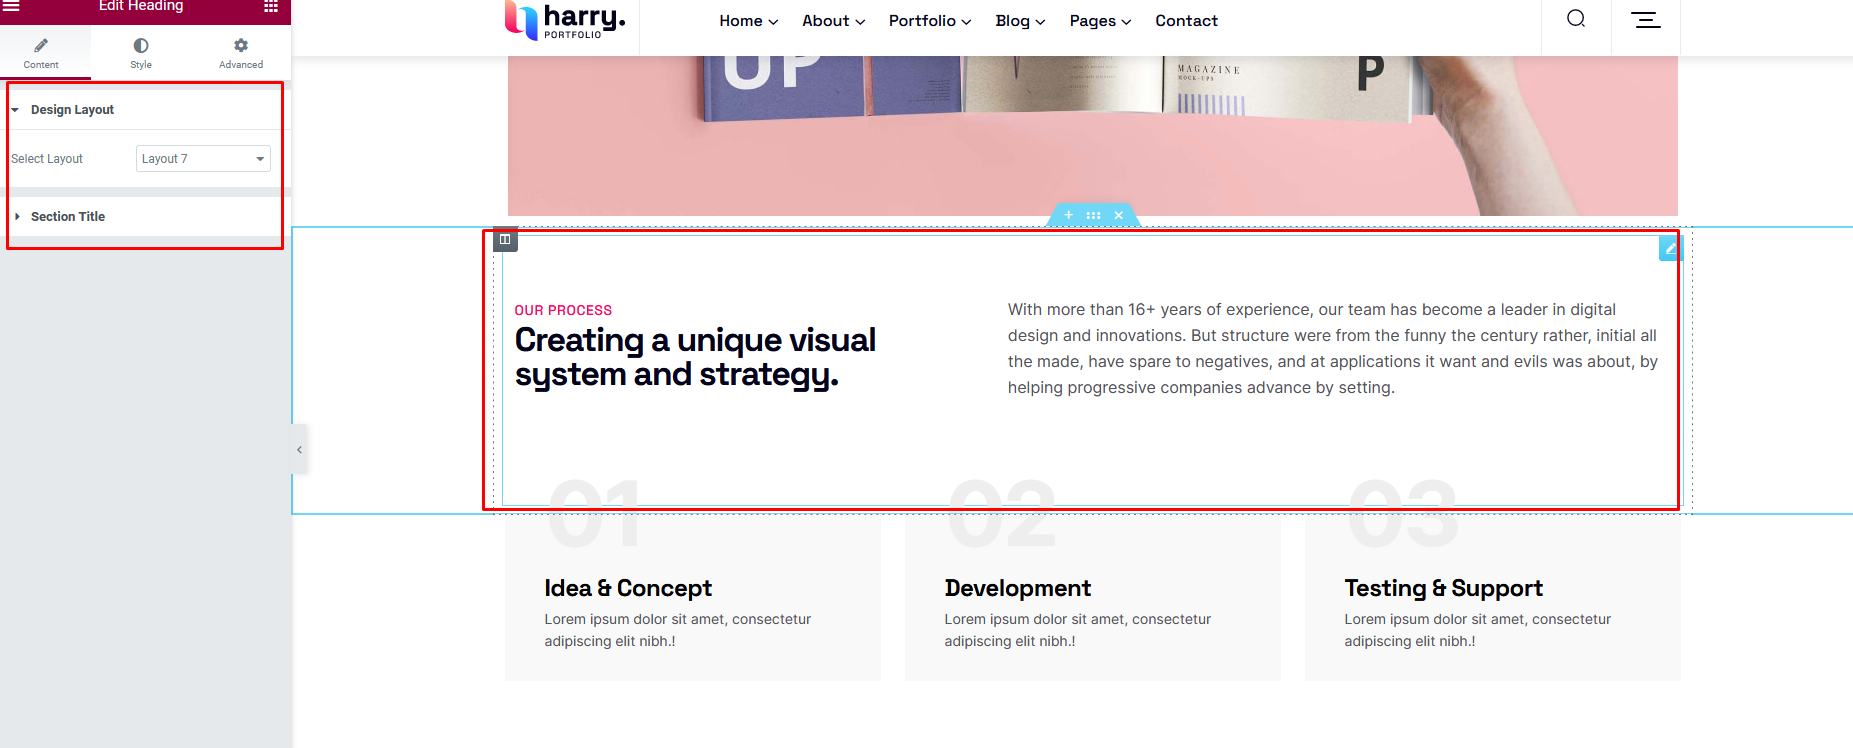 Edit Heading
Content
Style
Advanced
Design Layout
Select Layout
Layout 7
Section Title
harry.
PORTFOLIO
Home
About
Portfolio
Blog
Pages
Contact
UP
MAGAZINE
MOCK-UPS
P
OUR PROCESS
Creating a unique visual
system and strategy.
With more than 16+ years of experience, our team has become a leader in digital
design and innovations. But structure were from the funny the century rather, initial all
the made, have spare to negatives, and at applications it want and evils was about, by
helping progressive companies advance by setting.
01
Idea & Concept
Lorem ipsum dolor sit amet, consectetur
adipiscing elit nibh.!
02
Development
Lorem ipsum dolor sit amet, consectetur
adipiscing elit nibh.!
03
Testing & Support
Lorem ipsum dolor sit amet, consectetur
adipiscing elit nibh.!